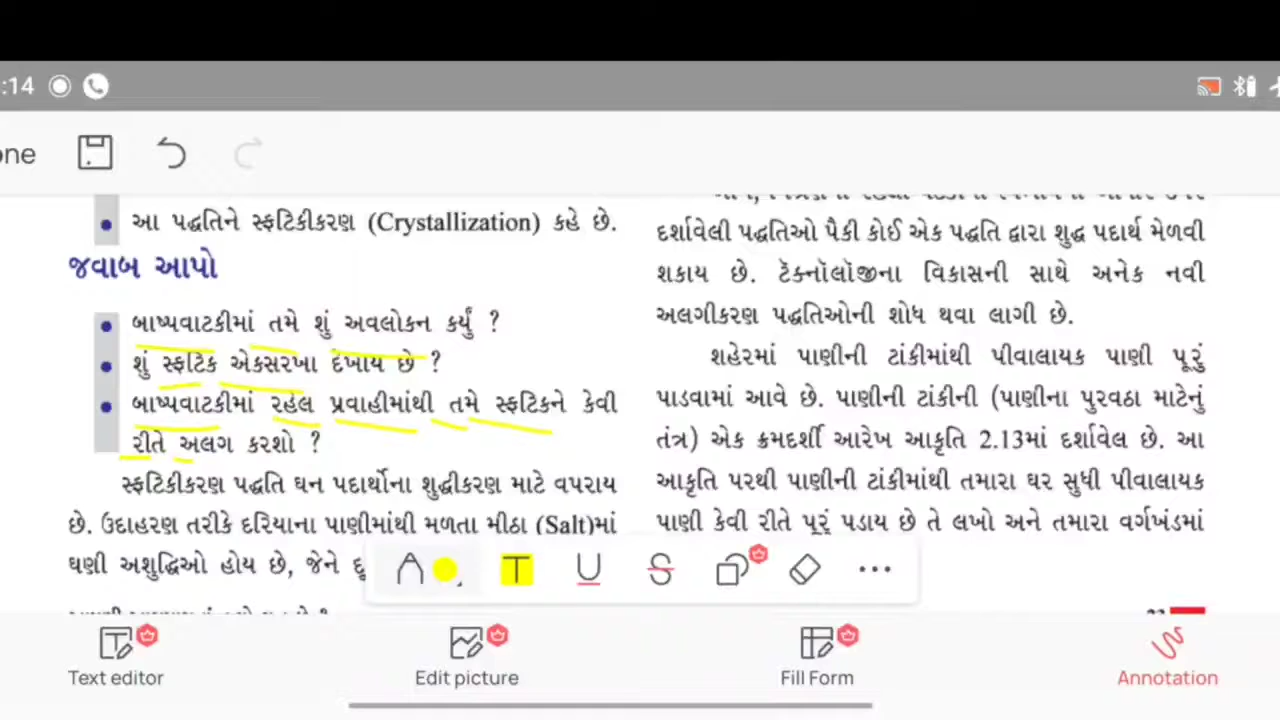 :14
one
આ પદ્ધતિને સ્ફટિકીકરણ (Crystallization) કહે છે.
જવાબ આપો
બાષ્પવાટકીમાં તમે શું અવલોકન કર્યું ?
શું સ્ફટિક એકસરખા દેખાય છે ?
બાષ્પવાટકીમાં રહેલ પ્રવાહીમાંથી તમે સ્ફટિકને કેવી
રીતે અલગ કરશો ?
સ્ફટિકીકરણ પદ્ધતિ ઘન પદાર્થોના શુદ્ધીકરણ માટે વપરાય
છે. ઉદાહરણ તરીકે દરિયાના પાણીમાંથી મળતા મીઠા (Salt)માં
ઘણી અશુદ્ધિઓ હોય છે, જેને
દર્શાવેલી પદ્ધતિઓ પૈકી કોઈ એક પદ્ધતિ દ્વારા શુદ્ધ પદાર્થ મેળવી
શકાય છે. ટૅક્નૉલૉજીના વિકાસની સાથે અનેક નવી
અલગીકરણ પદ્ધતિઓની શોધ થવા લાગી છે.
શહેરમાં પાણીની ટાંકીમાંથી પીવાલાયક પાણી પૂરું
પાડવામાં આવે છે. પાણીની ટાંકીની (પાણીના પુરવઠા માટેનું
તંત્ર) એક ક્રમદર્શી આરેખ આકૃતિ 2.13માં દર્શાવેલ છે. આ
આકૃતિ પરથી પાણીની ટાંકીમાંથી તમારા ઘર સુધી પીવાલાયક
પાણી કેવી રીતે પૂરું પડાય છે તે લખો અને તમારા વર્ગખંડમાં
Text editor
Edit picture
Fill Form
Annotation